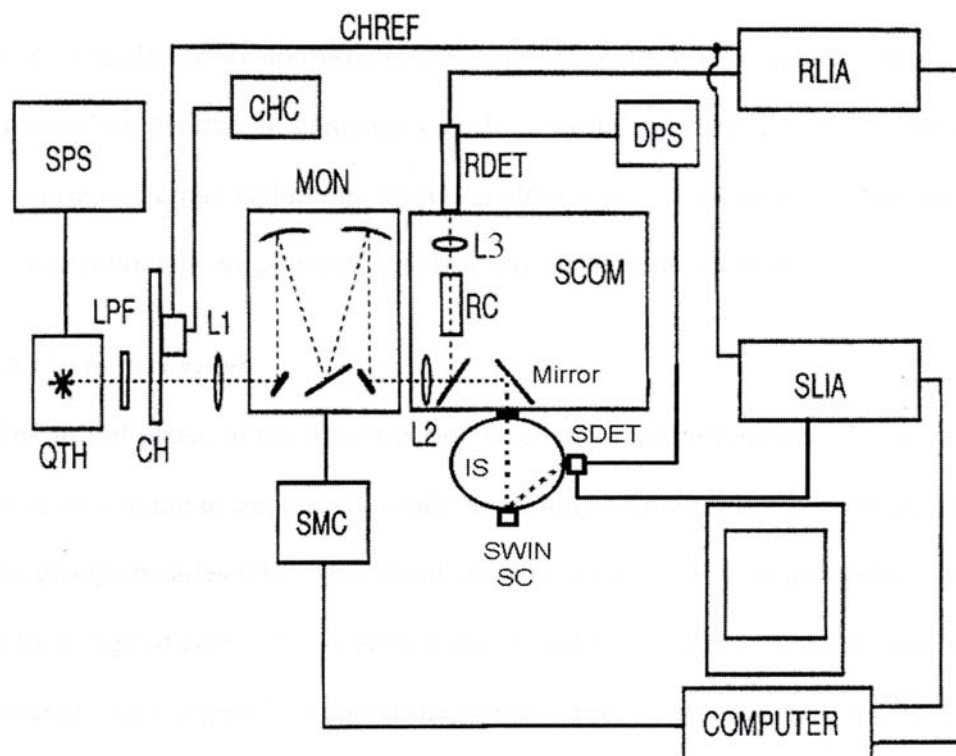 CHREF
RLIA
CHC
SPS
DPS
RDET
MON
L3
SCOM
LPF
L1
RC
Mirror
SLIA
L2
SDET
QTH
CH
IS
SMC
SWIN
SC
COMPUTER